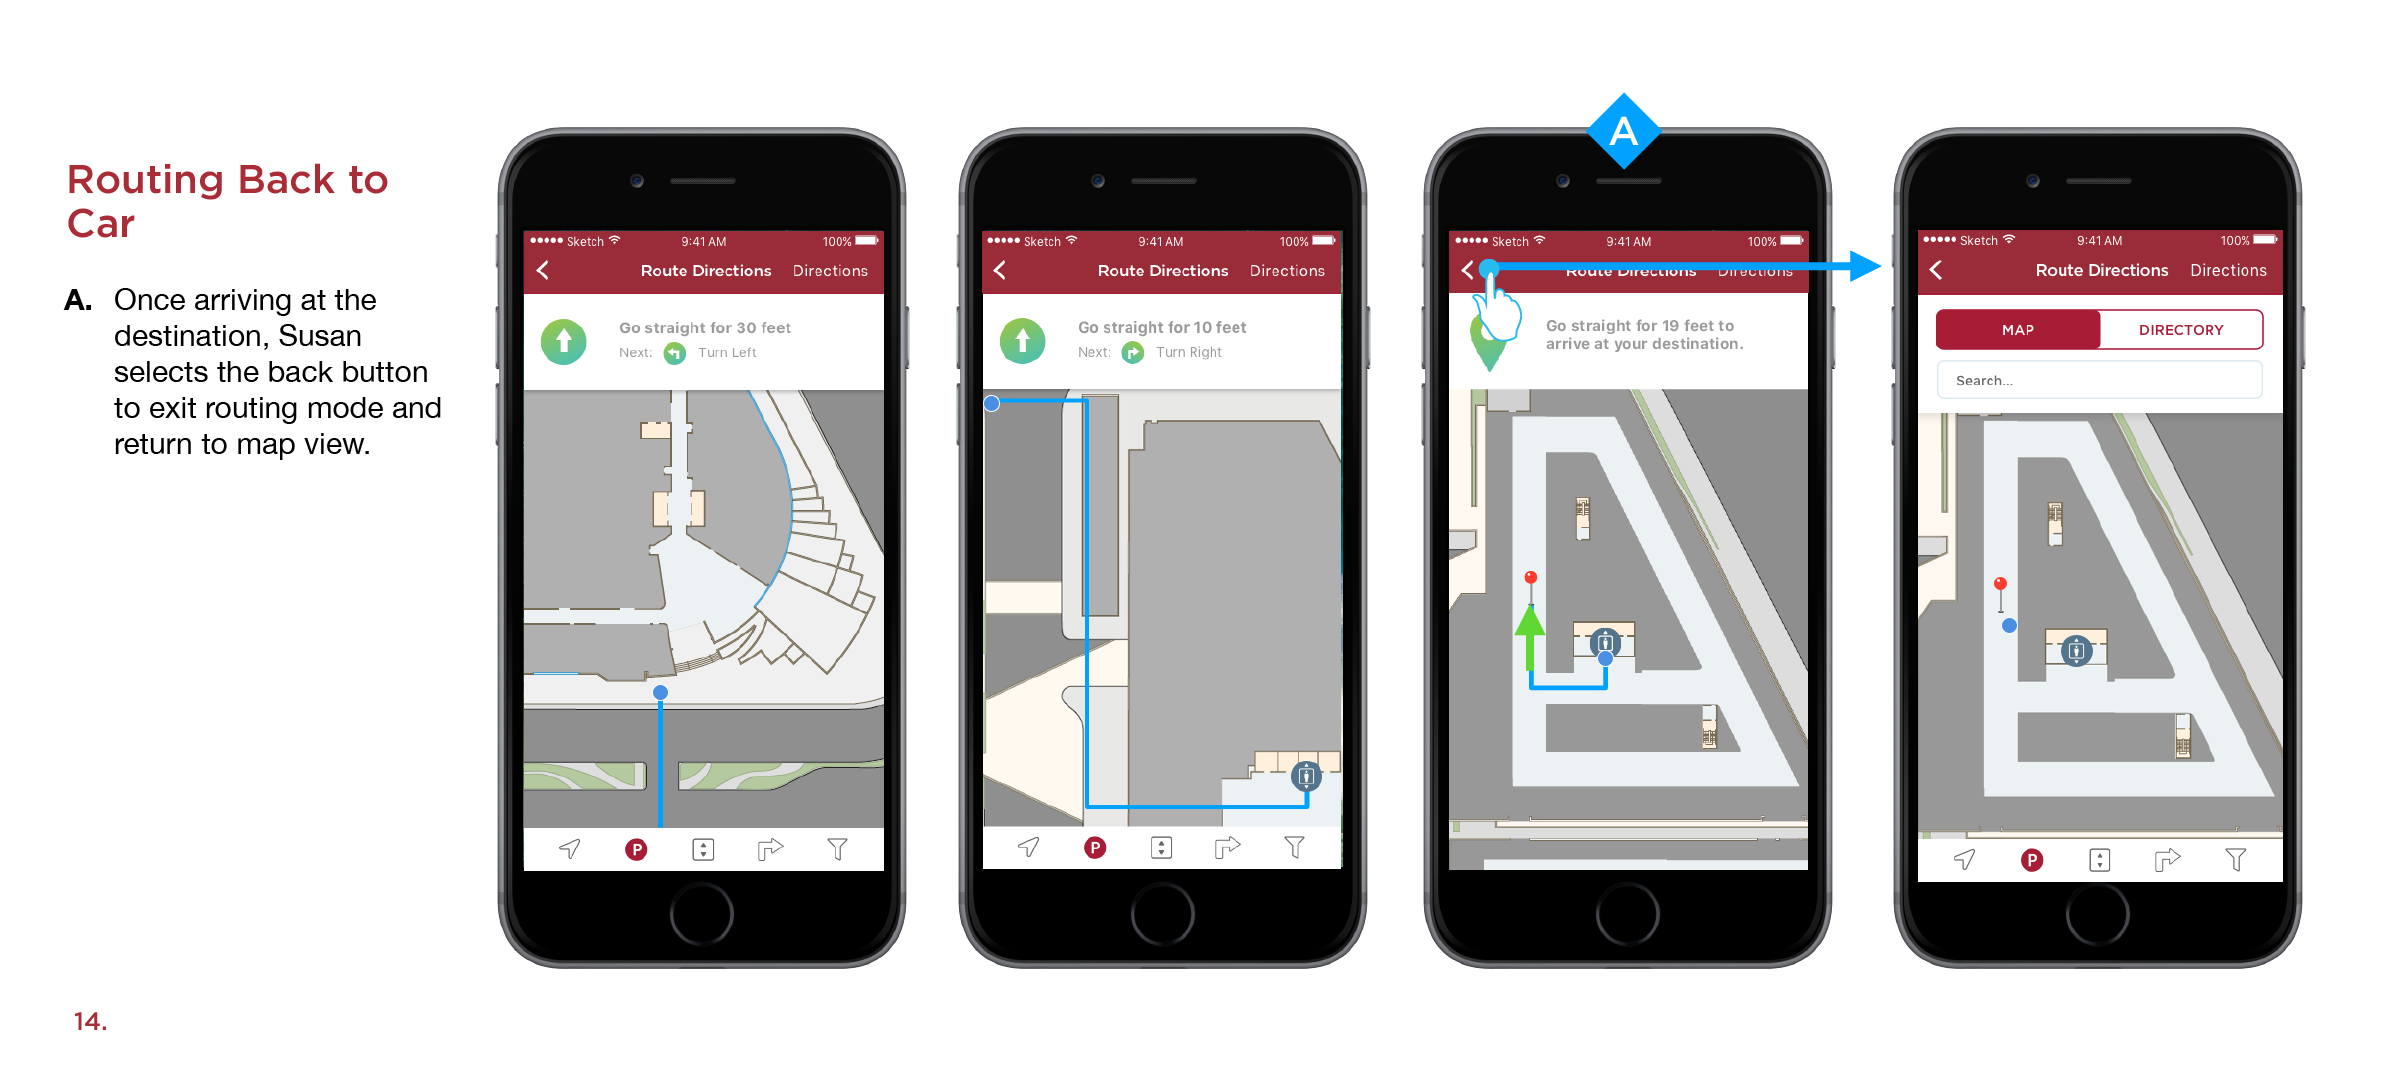 Routing Back to
Car
A. Once arriving at the
destination, Susan
selects the back button
to exit routing mode and
return to map view.
14.
Sketch 9:41 AM 100%
Route Directions Directions
Go straight for 30 feet
Next: Turn Left
P
Sketch 9:41 AM 100%
Route Directions Directions
Go straight for 10 feet
Next: Turn Right
P
A
Sketch 9:41 AM 100%
Route Directions Directions
Go straight for 19 feet to
arrive at your destination.
Sketch 9:41 AM 100%
Route Directions Directions
MAP DIRECTORY
Search...
P